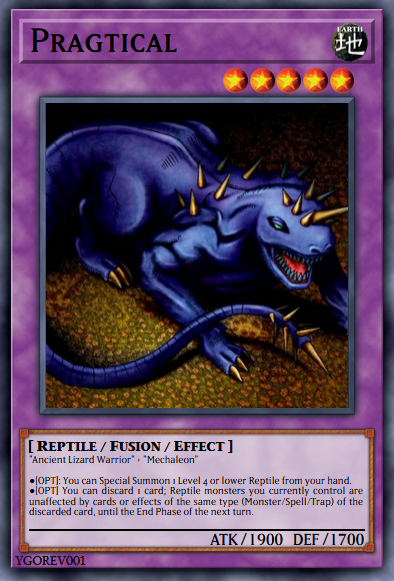 Pragtical
EARTH
地
[ Reptile / Fusion / Effect ]
"Ancient Lizard Warrior" + "Mechaleon"
●[OPT]: You can Special Summon 1 Level 4 or lower Reptile from your hand.
●[OPT] You can discard 1 card; Reptile monsters you currently control are
unaffected by cards or effects of the same type (Monster/Spell/Trap) of the
discarded card, until the End Phase of the next turn.
ATK / 1900 DEF / 1700
YGOREV001